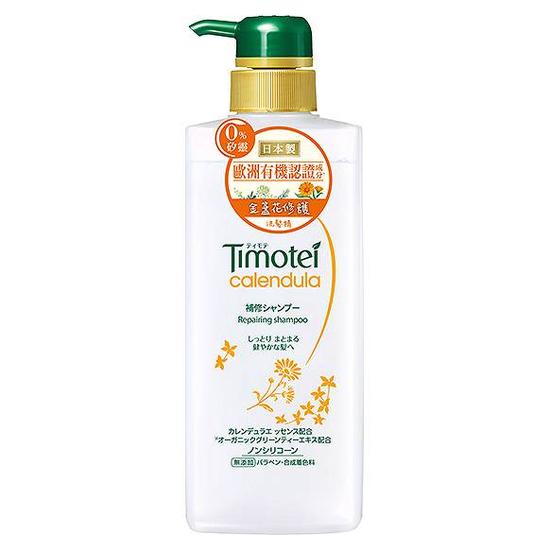 0%
矽靈
日本製
歐洲有機認證成分
金盞花修護
洗髮精
Timotei
ティモテ
calendula
補修シャンプー
Repairing shampoo
しっとり まとまる
健やかな髪へ
カレンデュラエッセンス配合
*オーガニックグリーンティーエキス配合
ノンシリコーン
無添加 パラベン・合成着色料